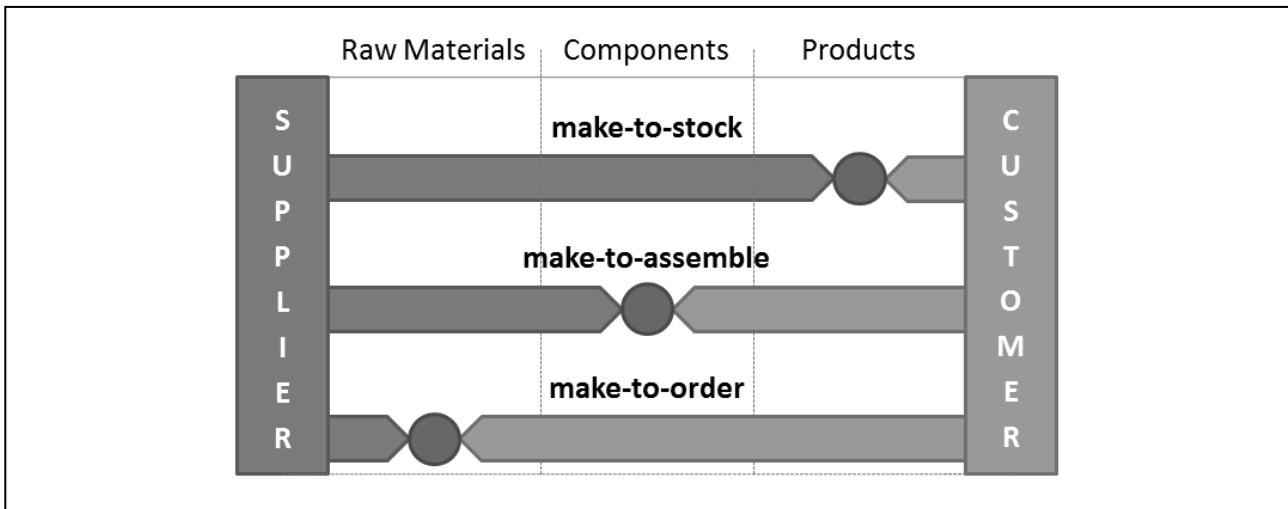 Raw Materials Components Products
SUPPLIER
CUSTOMER
make-to-stock
make-to-assemble
make-to-order